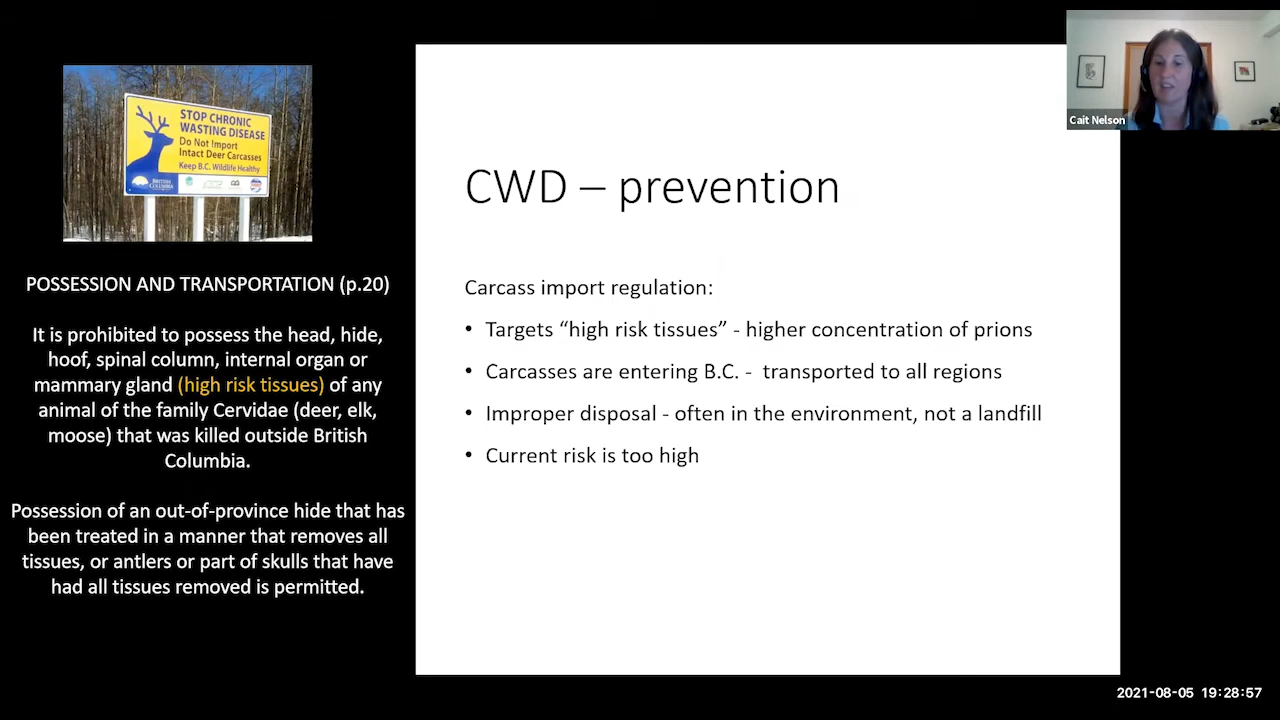 STOP CHRONIC
WASTING DISEASE
Do Not Import
Intact Deer Carcasses
Keep B.C. Wildlife Healthy
BRITISH
COLUMBIA
Cait Nelson
CWD – prevention
POSSESSION AND TRANSPORTATION (p.20)
It is prohibited to possess the head, hide,
hoof, spinal column, internal organ or
mammary gland (high risk tissues) of any
animal of the family Cervidae (deer, elk,
moose) that was killed outside British
Columbia.
Possession of an out-of-province hide that has
been treated in a manner that removes all
tissues, or antlers or part of skulls that have
had all tissues removed is permitted.
Carcass import regulation:
• Targets “high risk tissues” - higher concentration of prions
• Carcasses are entering B.C. - transported to all regions
• Improper disposal - often in the environment, not a landfill
• Current risk is too high
2021-08-05 19:28:57